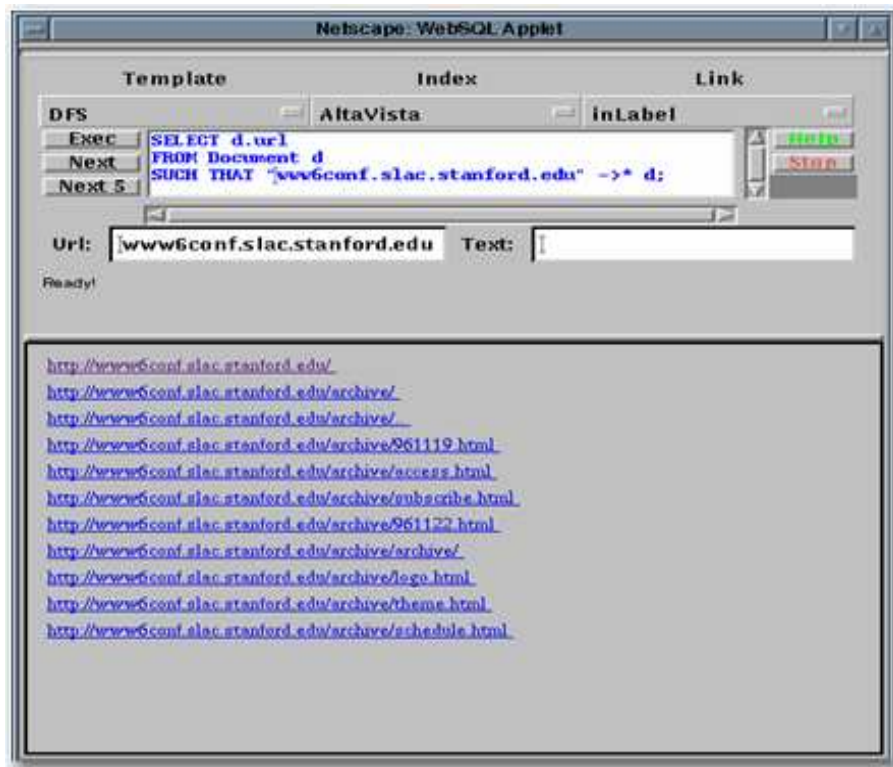 Netscape: WebSQL Applet
Template Index Link
DFS AltaVista inLabel
Exec
Next
Next 5
SELECT d.url
FROM Document d
SUCH THAT "www6conf.slac.stanford.edu" ->* d;
Help
Stop
Url: www6conf.slac.stanford.edu Text:
Ready!
http://www6conf.slac.stanford.edu/
http://www6conf.slac.stanford.edu/archive/
http://www6conf.slac.stanford.edu/archive/..
http://www6conf.slac.stanford.edu/archive/961119.html
http://www6conf.slac.stanford.edu/archive/access.html
http://www6conf.slac.stanford.edu/archive/subscribe.html
http://www6conf.slac.stanford.edu/archive/961122.html
http://www6conf.slac.stanford.edu/archive/archive/
http://www6conf.slac.stanford.edu/archive/logo.html
http://www6conf.slac.stanford.edu/archive/theme.html
http://www6conf.slac.stanford.edu/archive/schedule.html